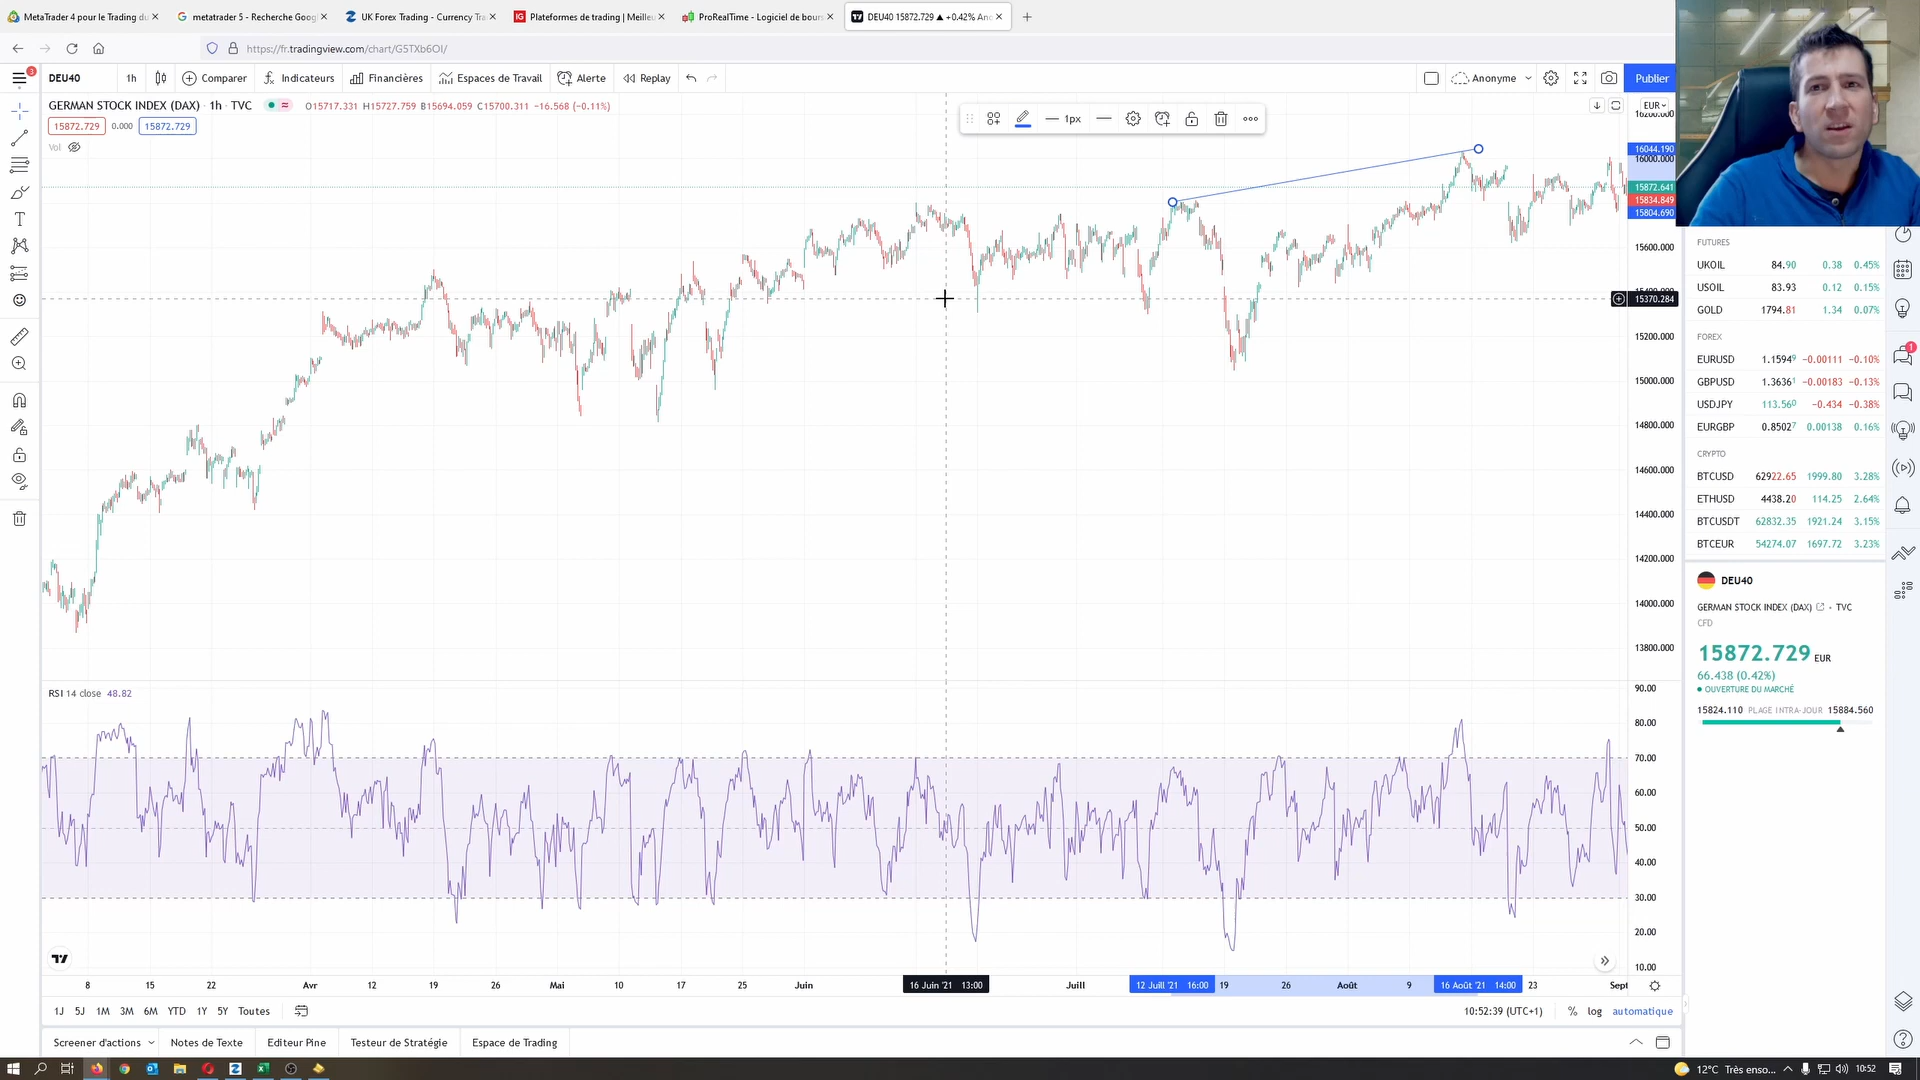 MetaTrader 4 pour le Trading du
metatrader 5 - Recherche Goog
UK Forex Trading - Currency Tra
Plateformes de trading | Meilleu
ProRealTime - Logiciel de bours
DEU40 15872.729 ▲ +0.42% Ano
https://fr.tradingview.com/chart/G5TXb6OI/
3
DEU40
1h
Comparer
Indicateurs
Financières
Espaces de Travail
Alerte
Replay
Anonyme
Publier
GERMAN STOCK INDEX (DAX) · 1h · TVC
O15717.331 H15727.759 B15694.059 C15700.311 −16.568 (−0.11%)
15872.729
0.000
15872.729
Vol
1px
EUR
16200.000
16044.190
16000.000
15872.641
15834.849
15804.690
15600.000
15400.000
15370.284
15200.000
15000.000
14800.000
14600.000
14400.000
14200.000
14000.000
13800.000
RSI 14 close 48.82
90.00
80.00
70.00
60.00
50.00
40.00
30.00
20.00
10.00
8
15
22
Avr
12
19
26
Mai
10
17
25
Juin
16 Juin '21 13:00
Juill
12 Juill '21 16:00
19
26
Août
9
16 Août '21 14:00
23
Sept
1J
5J
1M
3M
6M
YTD
1Y
5Y
Toutes
10:52:39 (UTC+1)
%
log
automatique
Screener d'actions
Notes de Texte
Editeur Pine
Testeur de Stratégie
Espace de Trading
FUTURES
UKOIL 84.90 0.38 0.45%
USOIL 83.93 0.12 0.15%
GOLD 1794.81 1.34 0.07%
FOREX
EURUSD 1.15949 −0.00111 −0.10%
GBPUSD 1.36361 −0.00183 −0.13%
USDJPY 113.560 −0.434 −0.38%
EURGBP 0.85027 0.00138 0.16%
CRYPTO
BTCUSD 62922.65 1999.80 3.28%
ETHUSD 4438.20 114.25 2.64%
BTCUSDT 62832.35 1921.24 3.15%
BTCEUR 54274.07 1697.72 3.23%
1
DEU40
GERMAN STOCK INDEX (DAX) • TVC
CFD
15872.729 EUR
66.438 (0.42%)
OUVERTURE DU MARCHÉ
15824.110 PLAGE INTRA-JOUR 15884.560
12°C Très enso...
10:52